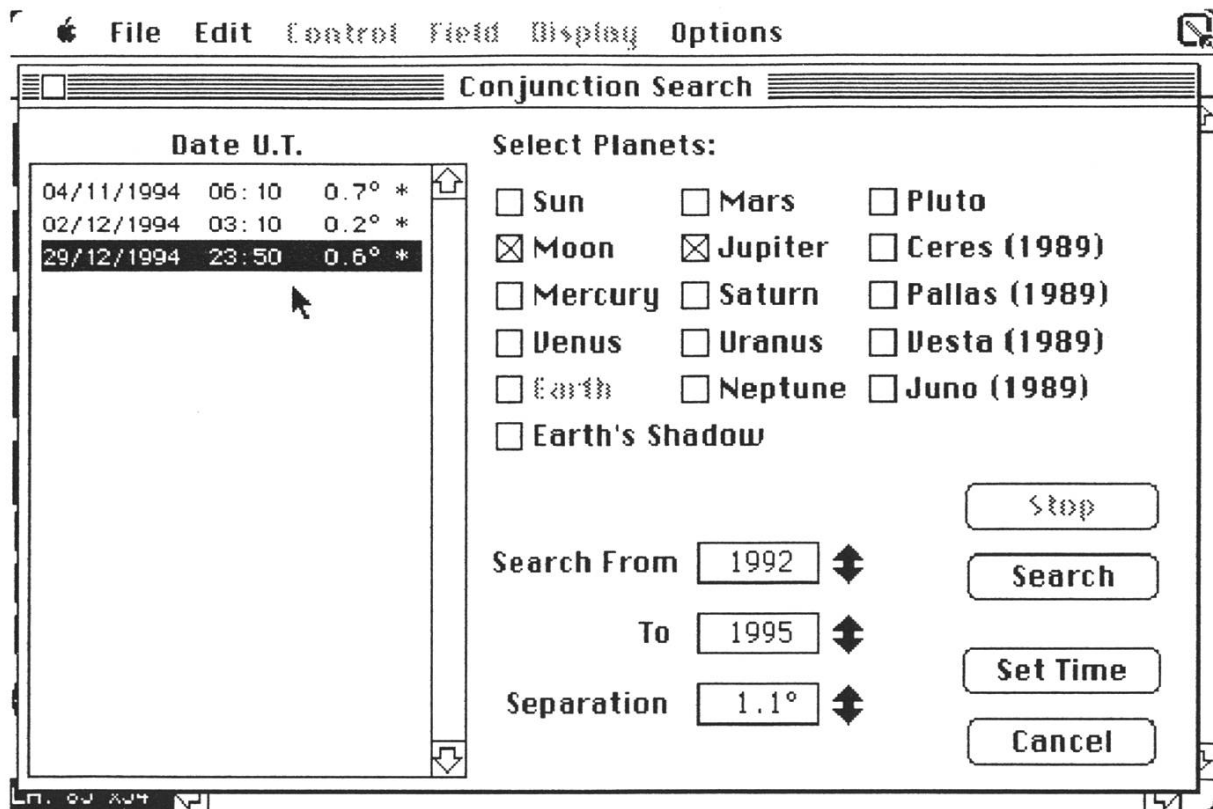 File Edit Control Field Display Options
Conjunction Search
Date U.T.
04/11/1994 06:10 0.7° *
02/12/1994 03:10 0.2° *
29/12/1994 23:50 0.6° *
Select Planets:
Sun Mars Pluto
Moon Jupiter Ceres (1989)
Mercury Saturn Pallas (1989)
Venus Uranus Vesta (1989)
Earth Neptune Juno (1989)
Earth's Shadow
Stop
Search From 1992
Search
To 1995
Set Time
Separation 1.1°
Cancel